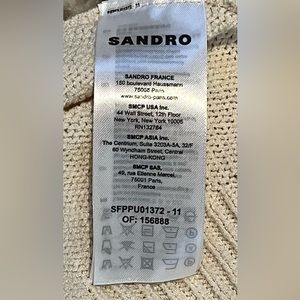 SANDRO
SANDRO FRANCE
150 boulevard Haussmann
75008 Paris
www.sandro-paris.com
SMCP USA Inc.
44 Wall Street, 12th Floor
New York, New York 10005
RN132784
SMCP ASIA Inc.
The Centrium, Suite 3203A-5A, 32/F
60 Wyndham Street, Central
HONG-KONG
SMCP SAS.
49, rue Etienne Marcel,
75001 Paris,
France
SFPPU01372 - 11
OF: 156888